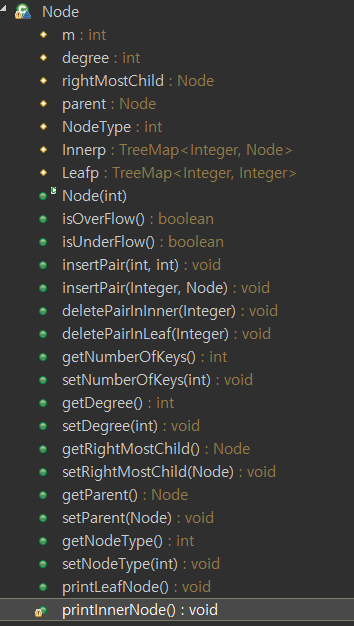 Node
m : int
degree : int
rightMostChild : Node
parent : Node
NodeType : int
Innerp : TreeMap<Integer, Node>
Leafp : TreeMap<Integer, Integer>
Node(int)
isOverFlow() : boolean
isUnderFlow() : boolean
insertPair(int, int) : void
insertPair(Integer, Node) : void
deletePairInInner(Integer) : void
deletePairInLeaf(Integer) : void
getNumberOfKeys() : int
setNumberOfKeys(int) : void
getDegree() : int
setDegree(int) : void
getRightMostChild() : Node
setRightMostChild(Node) : void
getParent() : Node
setParent(Node) : void
getNodeType() : int
setNodeType(int) : void
printLeafNode() : void
printInnerNode() : void